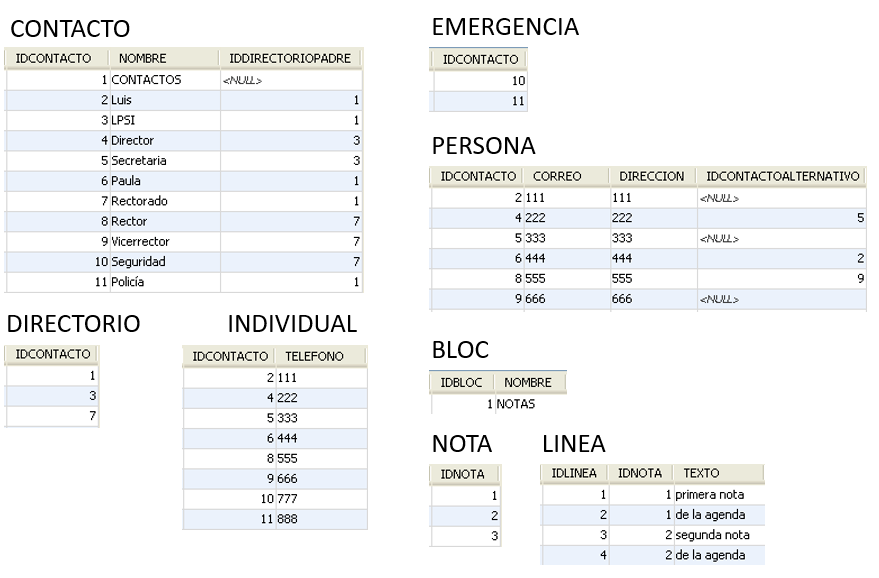 CONTACTO
IDCONTACTO NOMBRE IDDIRECTORIOPADRE
1 CONTACTOS <NULL>
2 Luis 1
3 LPSI 1
4 Director 3
5 Secretaria 3
6 Paula 1
7 Rectorado 1
8 Rector 7
9 Vicerrector 7
10 Seguridad 7
11 Policía 1
EMERGENCIA
IDCONTACTO
10
11
PERSONA
IDCONTACTO CORREO DIRECCION IDCONTACTOALTERNATIVO
2 111 111 <NULL>
4 222 222 5
5 333 333 <NULL>
6 444 444 2
8 555 555 9
9 666 666 <NULL>
DIRECTORIO
IDCONTACTO
1
3
7
INDIVIDUAL
IDCONTACTO TELEFONO
2 111
4 222
5 333
6 444
8 555
9 666
10 777
11 888
BLOC
IDBLOC NOMBRE
1 NOTAS
NOTA
IDNOTA
1
2
3
LINEA
IDLINEA IDNOTA TEXTO
1 1 primera nota
2 1 de la agenda
3 2 segunda nota
4 2 de la agenda